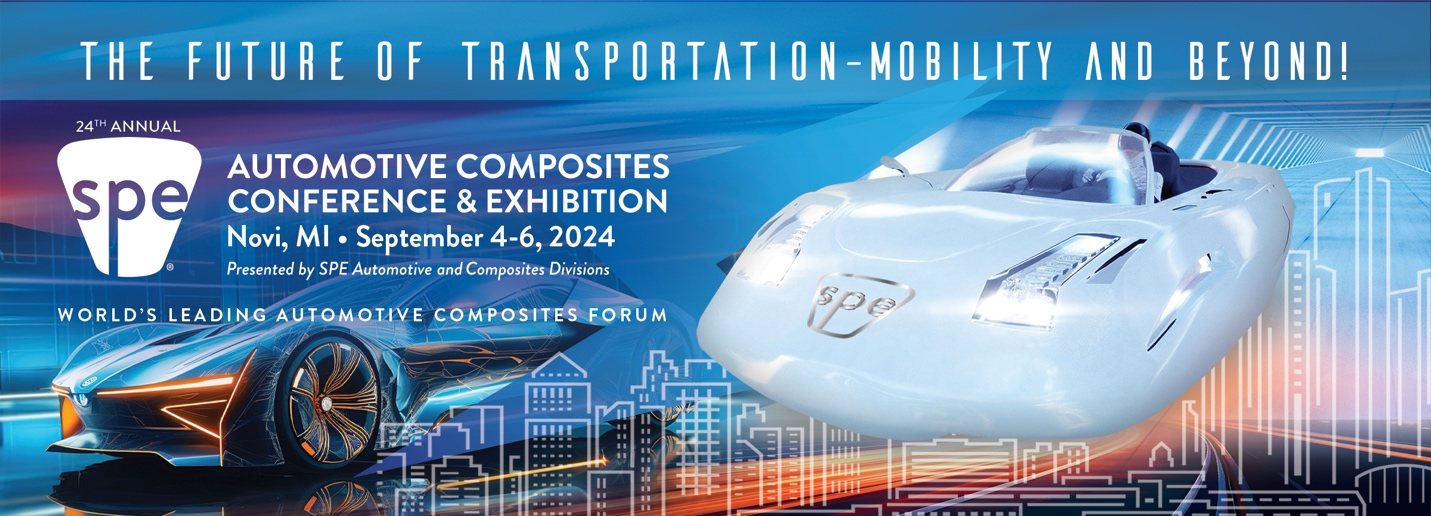 THE FUTURE OF TRANSPORTATION-MOBILITY AND BEYOND!
24TH ANNUAL
spe
®
AUTOMOTIVE COMPOSITES
CONFERENCE & EXHIBITION
Novi, MI • September 4-6, 2024
Presented by SPE Automotive and Composites Divisions
WORLD'S LEADING AUTOMOTIVE COMPOSITES FORUM
spe